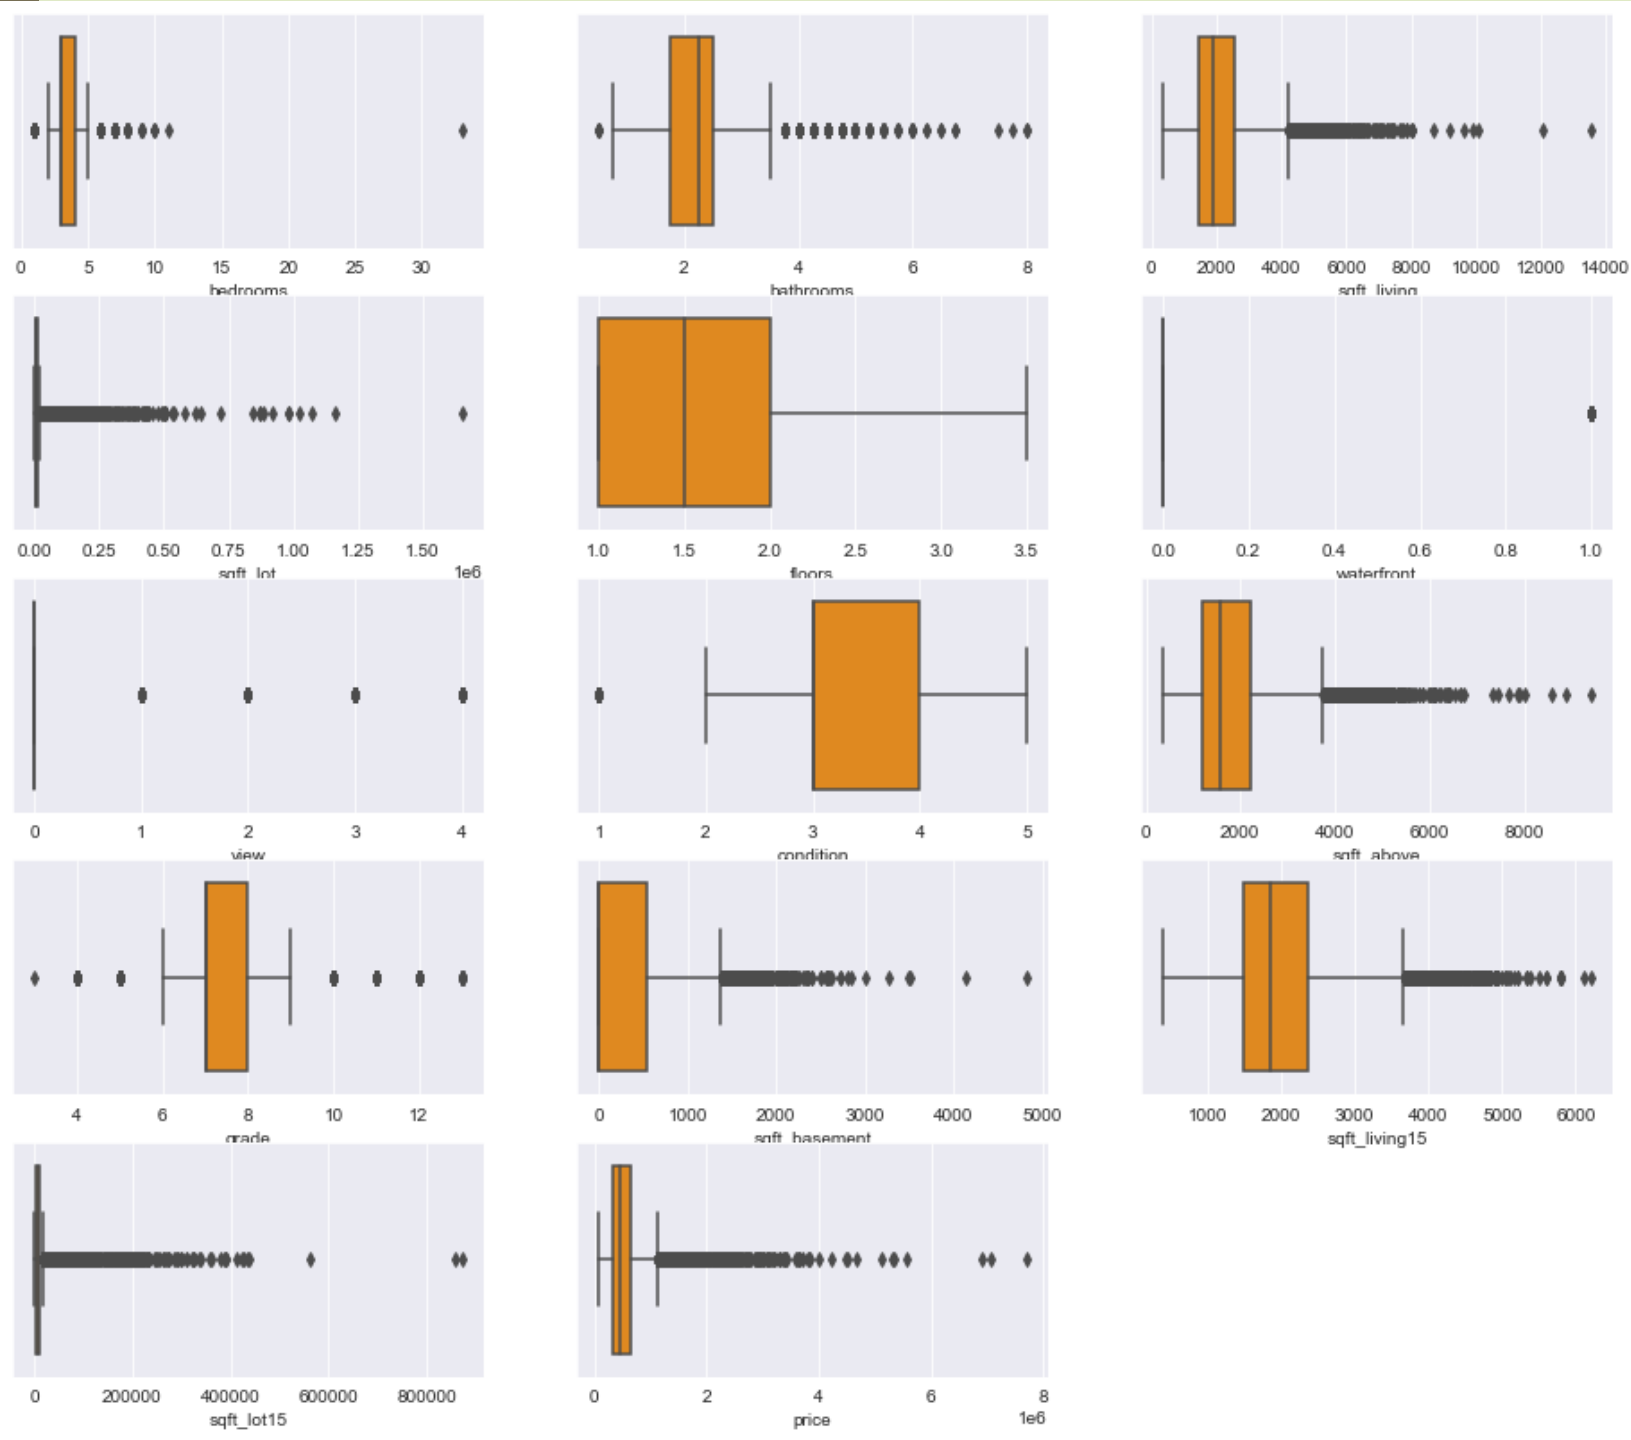 0 5 10 15 20 25 30
bedrooms
2 4 6 8
bathrooms
0 2000 4000 6000 8000 10000 12000 14000
sqft_living
0.00 0.25 0.50 0.75 1.00 1.25 1.50
sqft_lot 1e6
1.0 1.5 2.0 2.5 3.0 3.5
floors
0.0 0.2 0.4 0.6 0.8 1.0
waterfront
0 1 2 3 4
view
1 2 3 4 5
condition
0 2000 4000 6000 8000
sqft_above
4 6 8 10 12
grade
0 1000 2000 3000 4000 5000
sqft_basement
1000 2000 3000 4000 5000 6000
sqft_living15
0 200000 400000 600000 800000
sqft_lot15
0 2 4 6 8
price 1e6